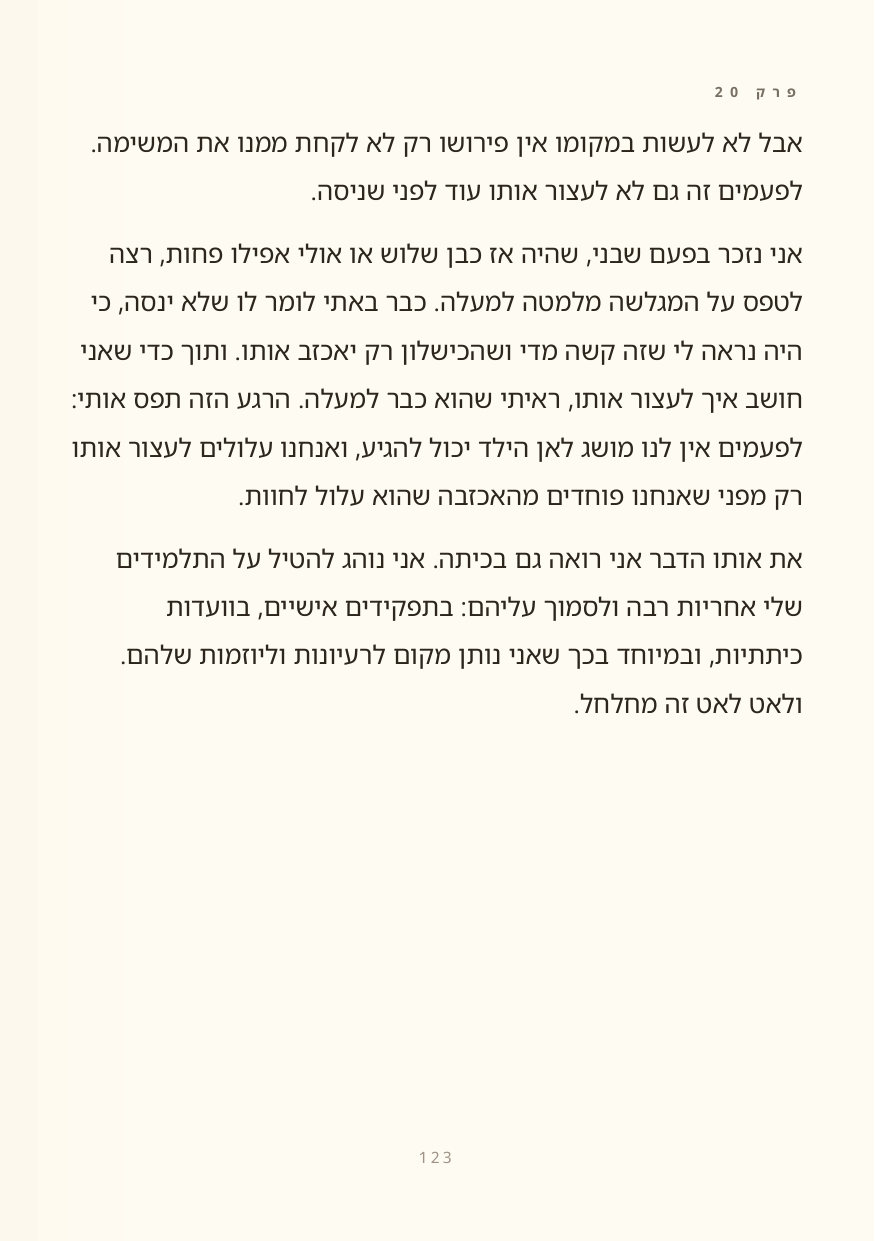 פרק 20
אבל לא לעשות במקומו אין פירושו רק לא לקחת ממנו את המשימה.
לפעמים זה גם לא לעצור אותו עוד לפני שניסה.
אני נזכר בפעם שבני, שהיה אז כבן שלוש או אולי אפילו פחות, רצה
לטפס על המגלשה מלמטה למעלה. כבר באתי לומר לו שלא ינסה, כי
היה נראה לי שזה קשה מדי ושהכישלון רק יאכזב אותו. ותוך כדי שאני
חושב איך לעצור אותו, ראיתי שהוא כבר למעלה. הרגע הזה תפס אותי:
לפעמים אין לנו מושג לאן הילד יכול להגיע, ואנחנו עלולים לעצור אותו
רק מפני שאנחנו פוחדים מהאכזבה שהוא עלול לחוות.
את אותו הדבר אני רואה גם בכיתה. אני נוהג להטיל על התלמידים
שלי אחריות רבה ולסמוך עליהם: בתפקידים אישיים, בוועדות
כיתתיות, ובמיוחד בכך שאני נותן מקום לרעיונות וליוזמות שלהם.
ולאט לאט זה מחלחל.
123